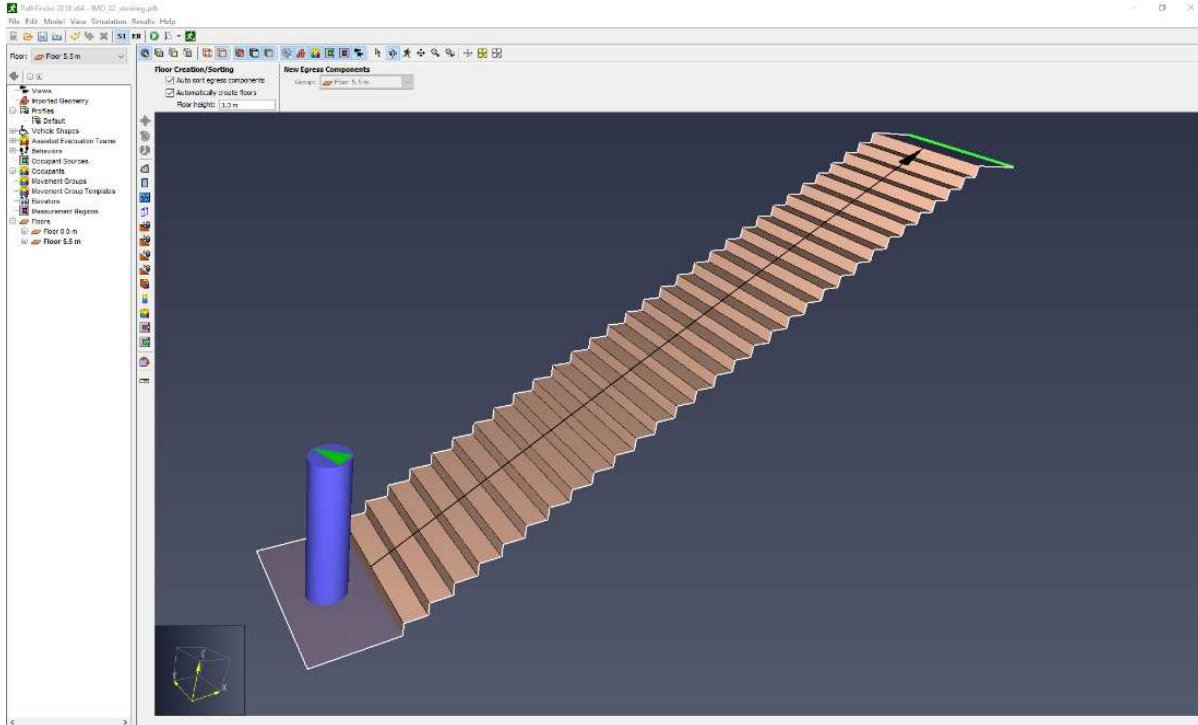 Pathfinder 2018 x64 - IMO_02_steering.pth
File Edit Model View Simulation Results Help
Floor: Floor 5.5 m
Floor Creation/Sorting
Auto sort egress components
Automatically create floors
Floor height: 3.0 m
New Egress Components
Group: Floor 5.5 m
Views
Imported Geometry
Profiles
Default
Vehicle Shapes
Assisted Evacuation Teams
Behaviors
Occupant Sources
Occupants
Movement Groups
Movement Group Templates
Elevators
Measurement Regions
Floors
Floor 0.0 m
Floor 5.5 m
Z
X